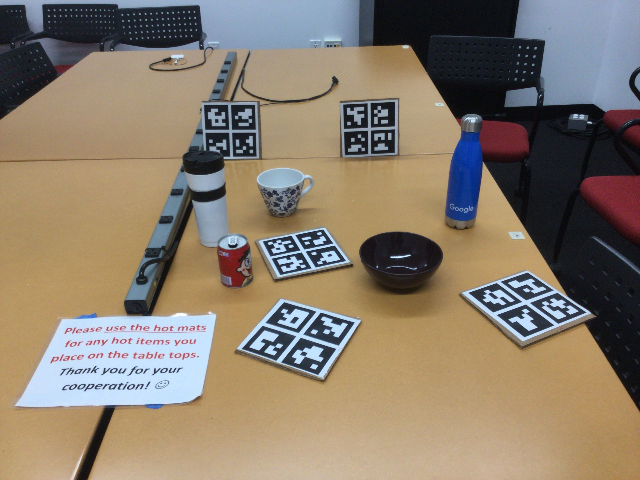 Google
Please use the hot mats
for any hot items you
place on the table tops.
Thank you for your
cooperation! ☺